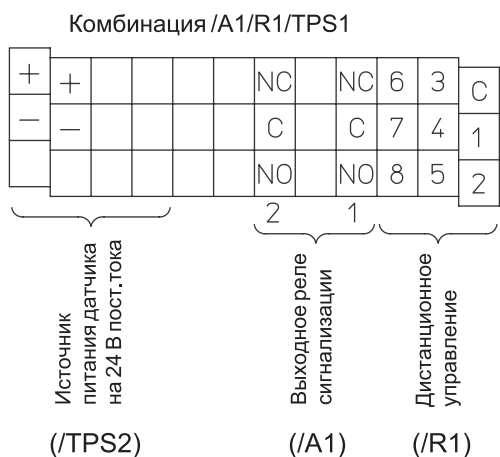 Комбинация /A1/R1/TPS1
+ + NC NC 6 3 C
− − C C 7 4 1
NO NO 8 5 2
2 1
Источник
питания датчика
на 24 В пост.тока
Выходное реле
сигнализации
Дистанционное
управление
(/TPS2) (/A1) (/R1)